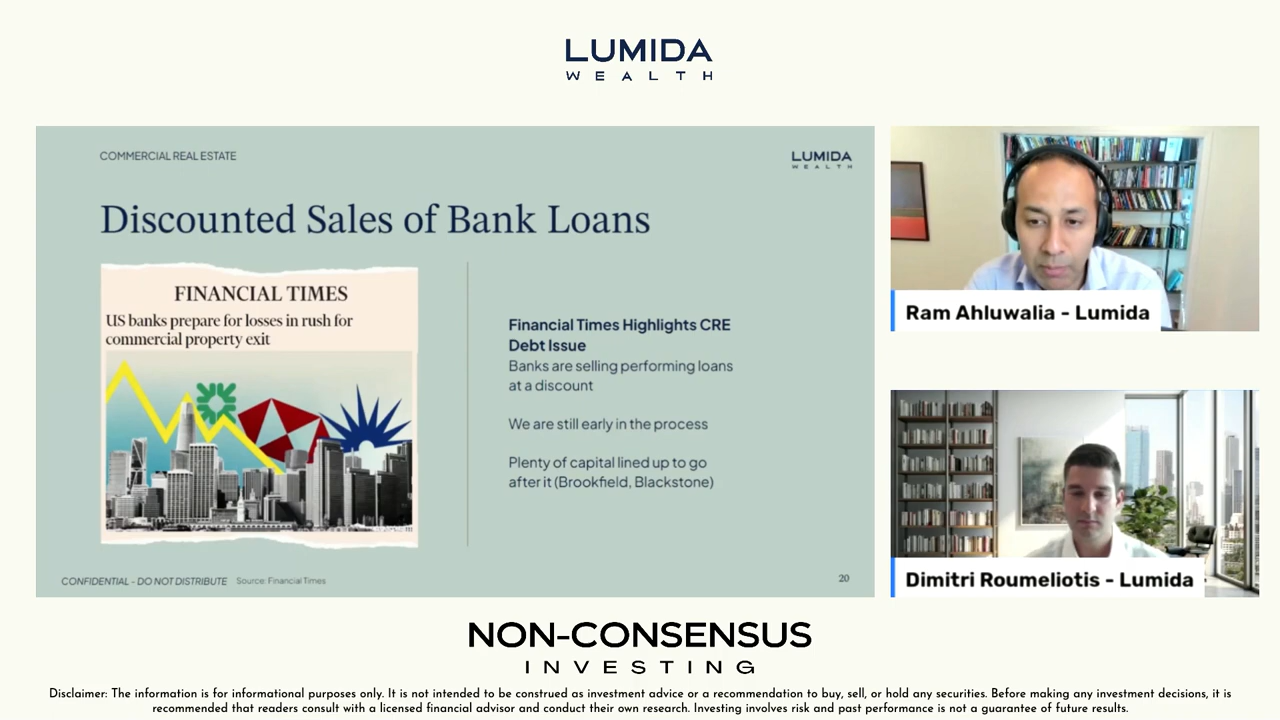 LUMIDA
WEALTH
COMMERCIAL REAL ESTATE
LUMIDA
WEALTH
Discounted Sales of Bank Loans
FINANCIAL TIMES
US banks prepare for losses in rush for
commercial property exit
Financial Times Highlights CRE
Debt Issue
Banks are selling performing loans
at a discount
We are still early in the process
Plenty of capital lined up to go
after it (Brookfield, Blackstone)
CONFIDENTIAL - DO NOT DISTRIBUTE Source: Financial Times
20
Ram Ahluwalia - Lumida
Dimitri Roumeliotis - Lumida
NON-CONSENSUS
INVESTING
Disclaimer: The information is for informational purposes only. It is not intended to be construed as investment advice or a recommendation to buy, sell, or hold any securities. Before making any investment decisions, it is
recommended that readers consult with a licensed financial advisor and conduct their own research. Investing involves risk and past performance is not a guarantee of future results.